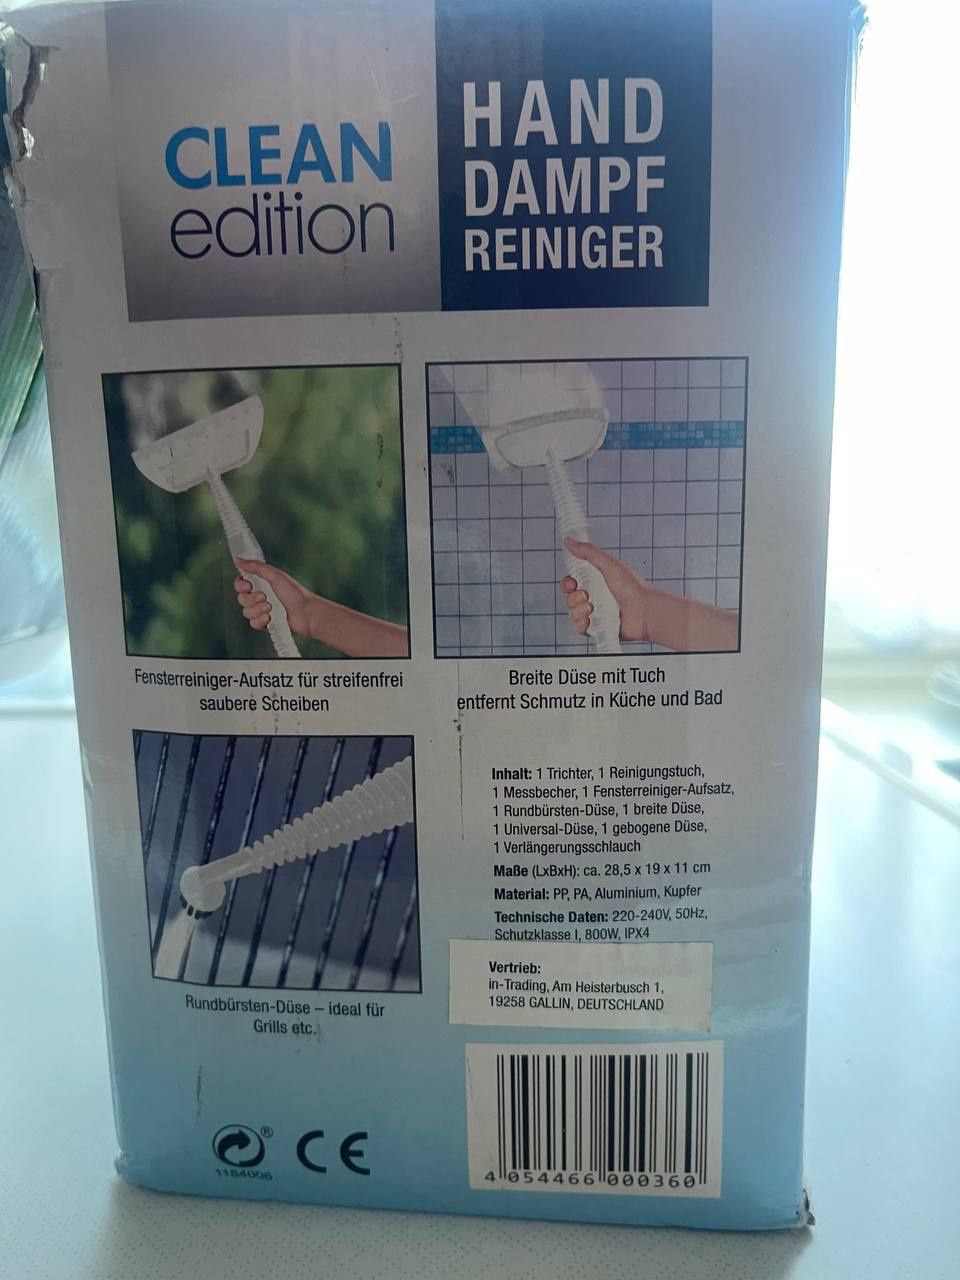 CLEAN
edition
HAND
DAMPF
REINIGER
Fensterreiniger-Aufsatz für streifenfrei
saubere Scheiben
Breite Düse mit Tuch
entfernt Schmutz in Küche und Bad
Rundbürsten-Düse – ideal für
Grills etc.
Inhalt: 1 Trichter, 1 Reinigungstuch,
1 Messbecher, 1 Fensterreiniger-Aufsatz,
1 Rundbürsten-Düse, 1 breite Düse,
1 Universal-Düse, 1 gebogene Düse,
1 Verlängerungsschlauch
Maße (LxBxH): ca. 28,5 x 19 x 11 cm
Material: PP, PA, Aluminium, Kupfer
Technische Daten: 220-240V, 50Hz,
Schutzklasse I, 800W, IPX4
Vertrieb:
in-Trading, Am Heisterbusch 1,
19258 GALLIN, DEUTSCHLAND
® CE
1184006
4 054466 000360